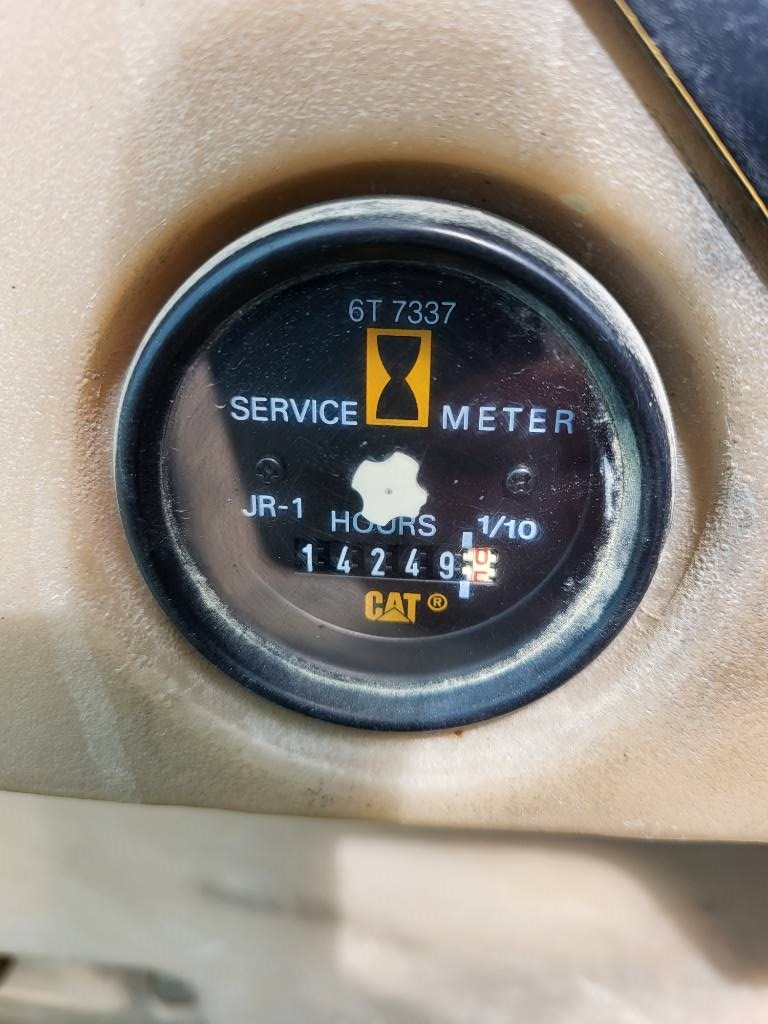 6T 7337
SERVICE METER
JR-1 HOURS 1/10
14249
CAT®